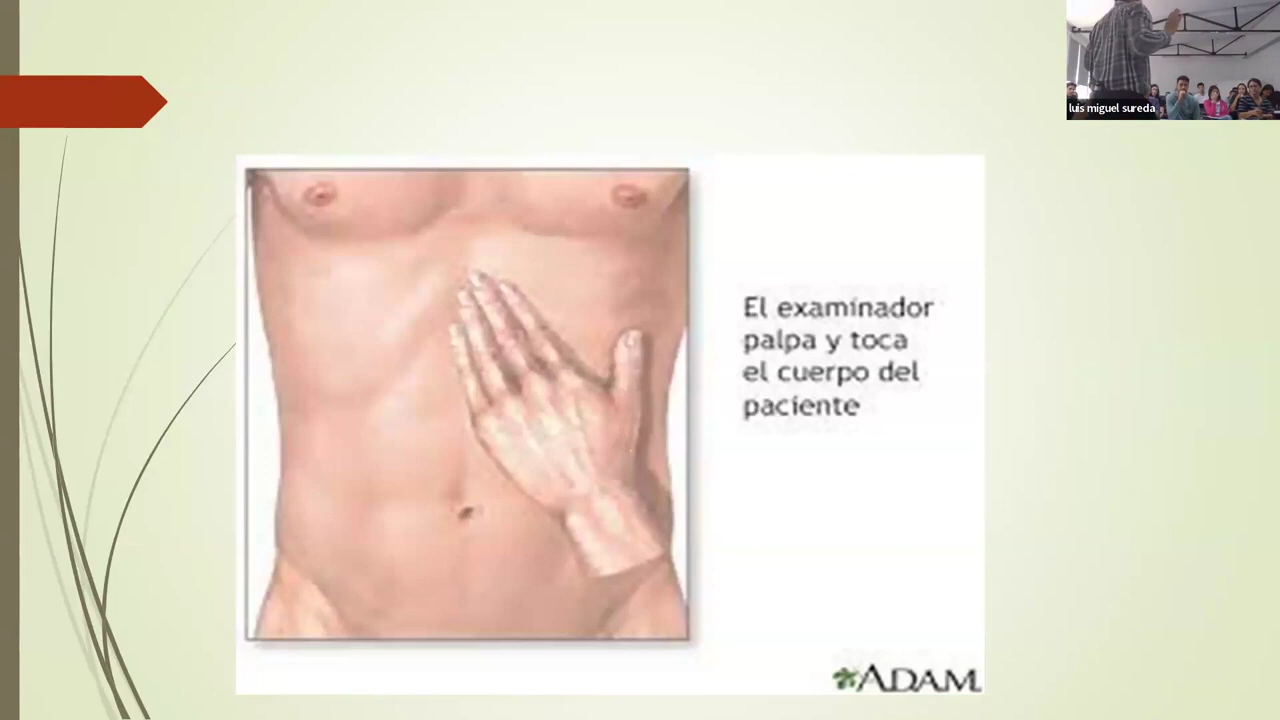 luis miguel sureda
El examinador
palpa y toca
el cuerpo del
paciente
ADAM.